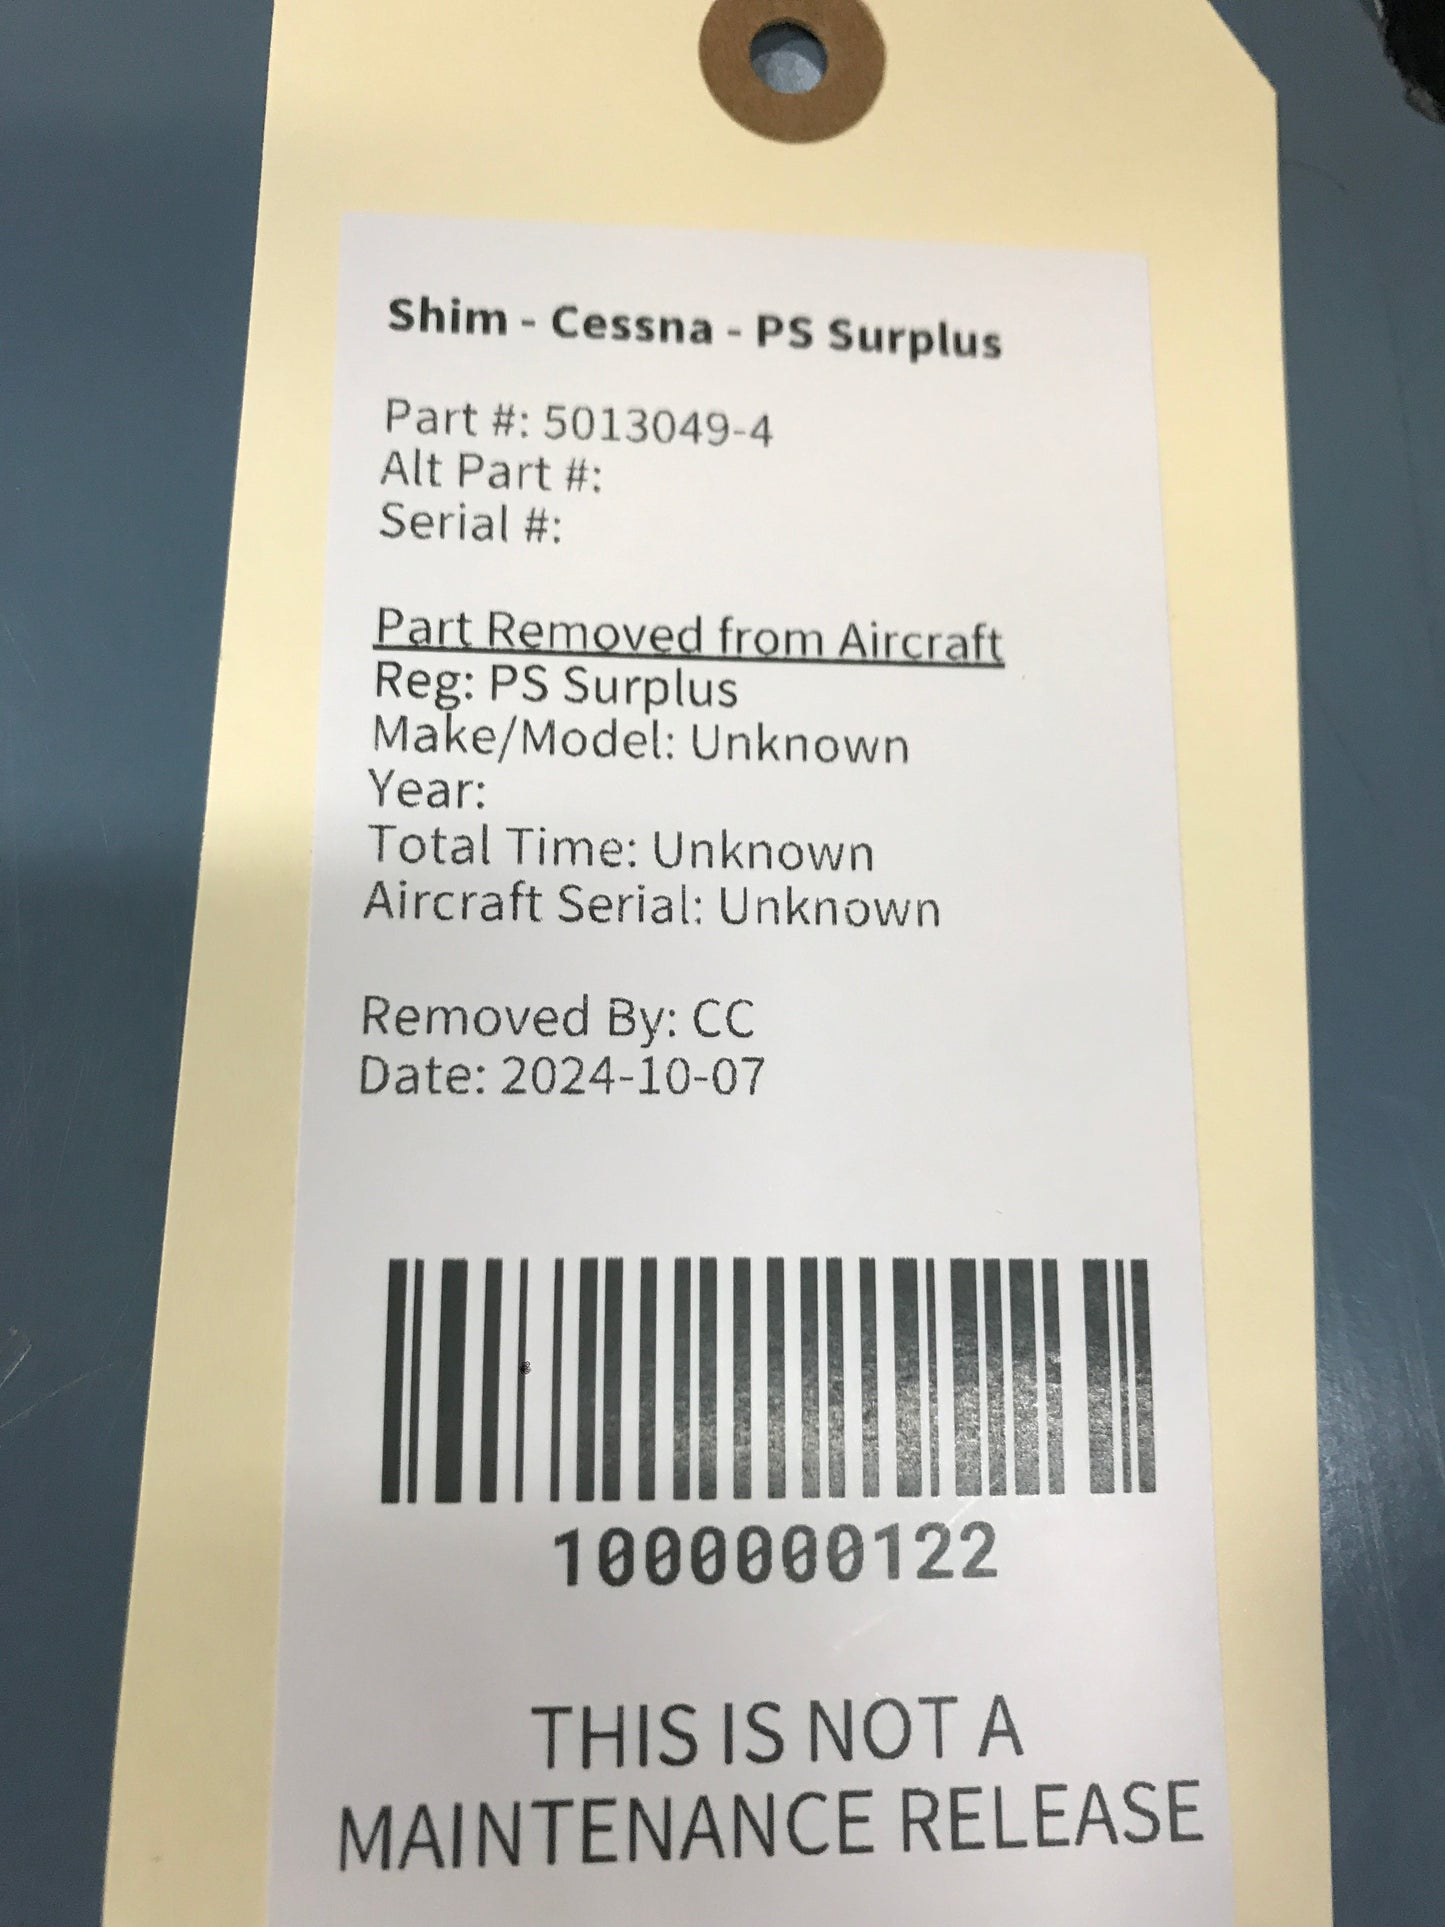 Shim - Cessna - PS Surplus
Part #: 5013049-4
Alt Part #:
Serial #:
Part Removed from Aircraft
Reg: PS Surplus
Make/Model: Unknown
Year:
Total Time: Unknown
Aircraft Serial: Unknown
Removed By: CC
Date: 2024-10-07
1000000122
THIS IS NOT A
MAINTENANCE RELEASE